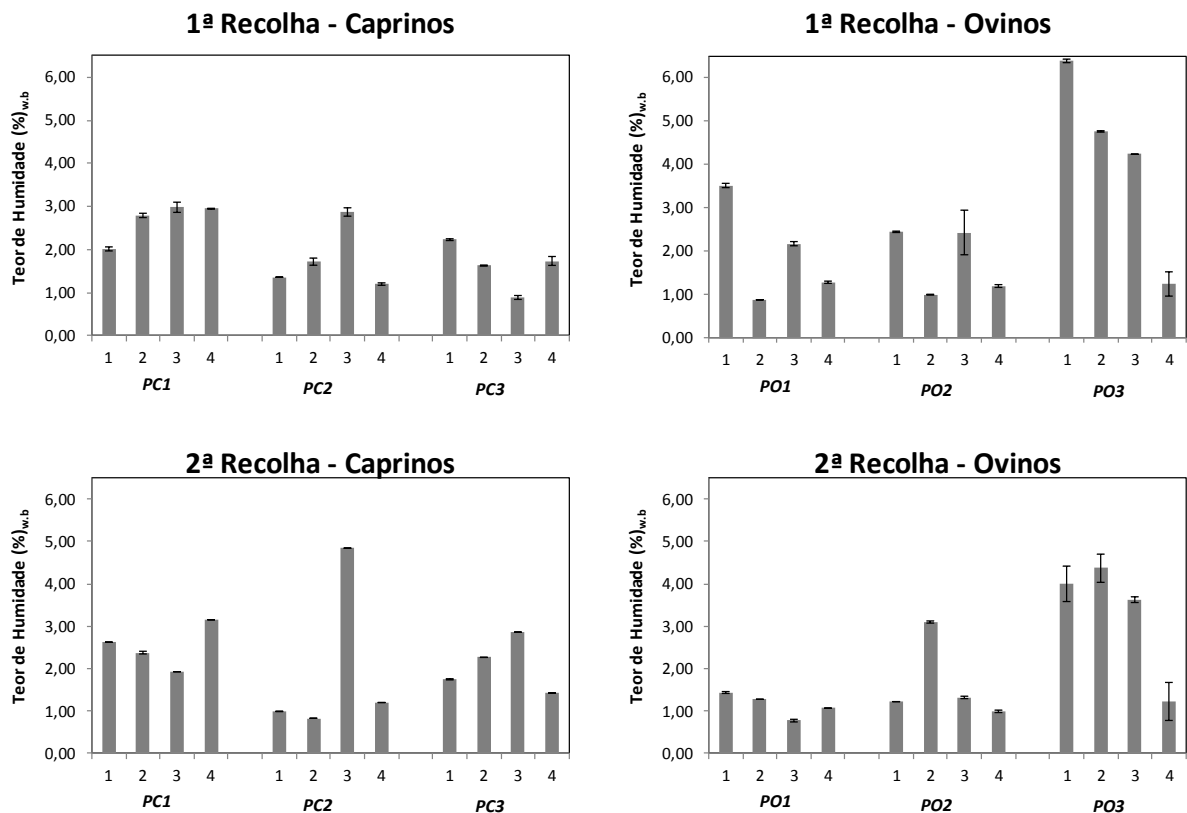 1ª Recolha - Caprinos
Teor de Humidade (%)w.b
6,00
5,00
4,00
3,00
2,00
1,00
0,00
1 2 3 4 1 2 3 4 1 2 3 4
PC1 PC2 PC3
1ª Recolha - Ovinos
Teor de Humidade (%)w.b
6,00
5,00
4,00
3,00
2,00
1,00
0,00
1 2 3 4 1 2 3 4 1 2 3 4
PO1 PO2 PO3
2ª Recolha - Caprinos
Teor de Humidade (%)w.b
6,00
5,00
4,00
3,00
2,00
1,00
0,00
1 2 3 4 1 2 3 4 1 2 3 4
PC1 PC2 PC3
2ª Recolha - Ovinos
Teor de Humidade (%)w.b
6,00
5,00
4,00
3,00
2,00
1,00
0,00
1 2 3 4 1 2 3 4 1 2 3 4
PO1 PO2 PO3